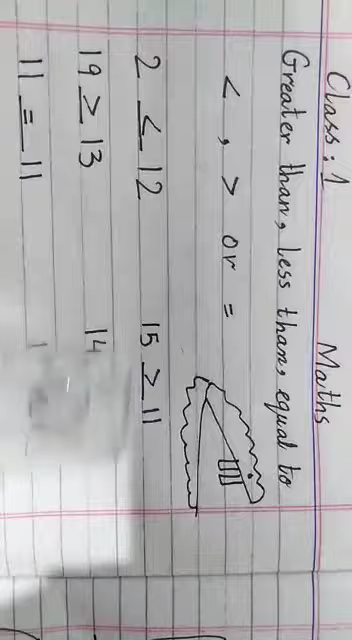 Class: 1 Maths
Greater than, Less than, equal to
<, > or =
2 < 12 15 > 11
19 > 13 14
11 = 11